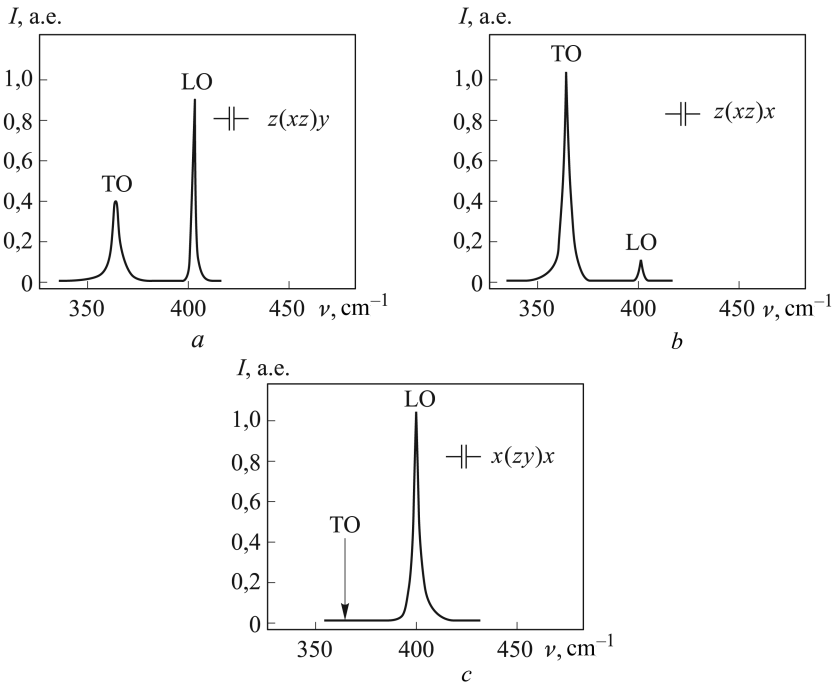 I, a.e.
1,0
0,8
0,6
0,4
0,2
0
TO
LO
z(xz)y
350
400
450
ν, cm⁻¹
a
I, a.e.
1,0
0,8
0,6
0,4
0,2
0
TO
LO
z(xz)x
350
400
450
ν, cm⁻¹
b
I, a.e.
1,0
0,8
0,6
0,4
0,2
0
TO
LO
x(zy)x
350
400
450
ν, cm⁻¹
c